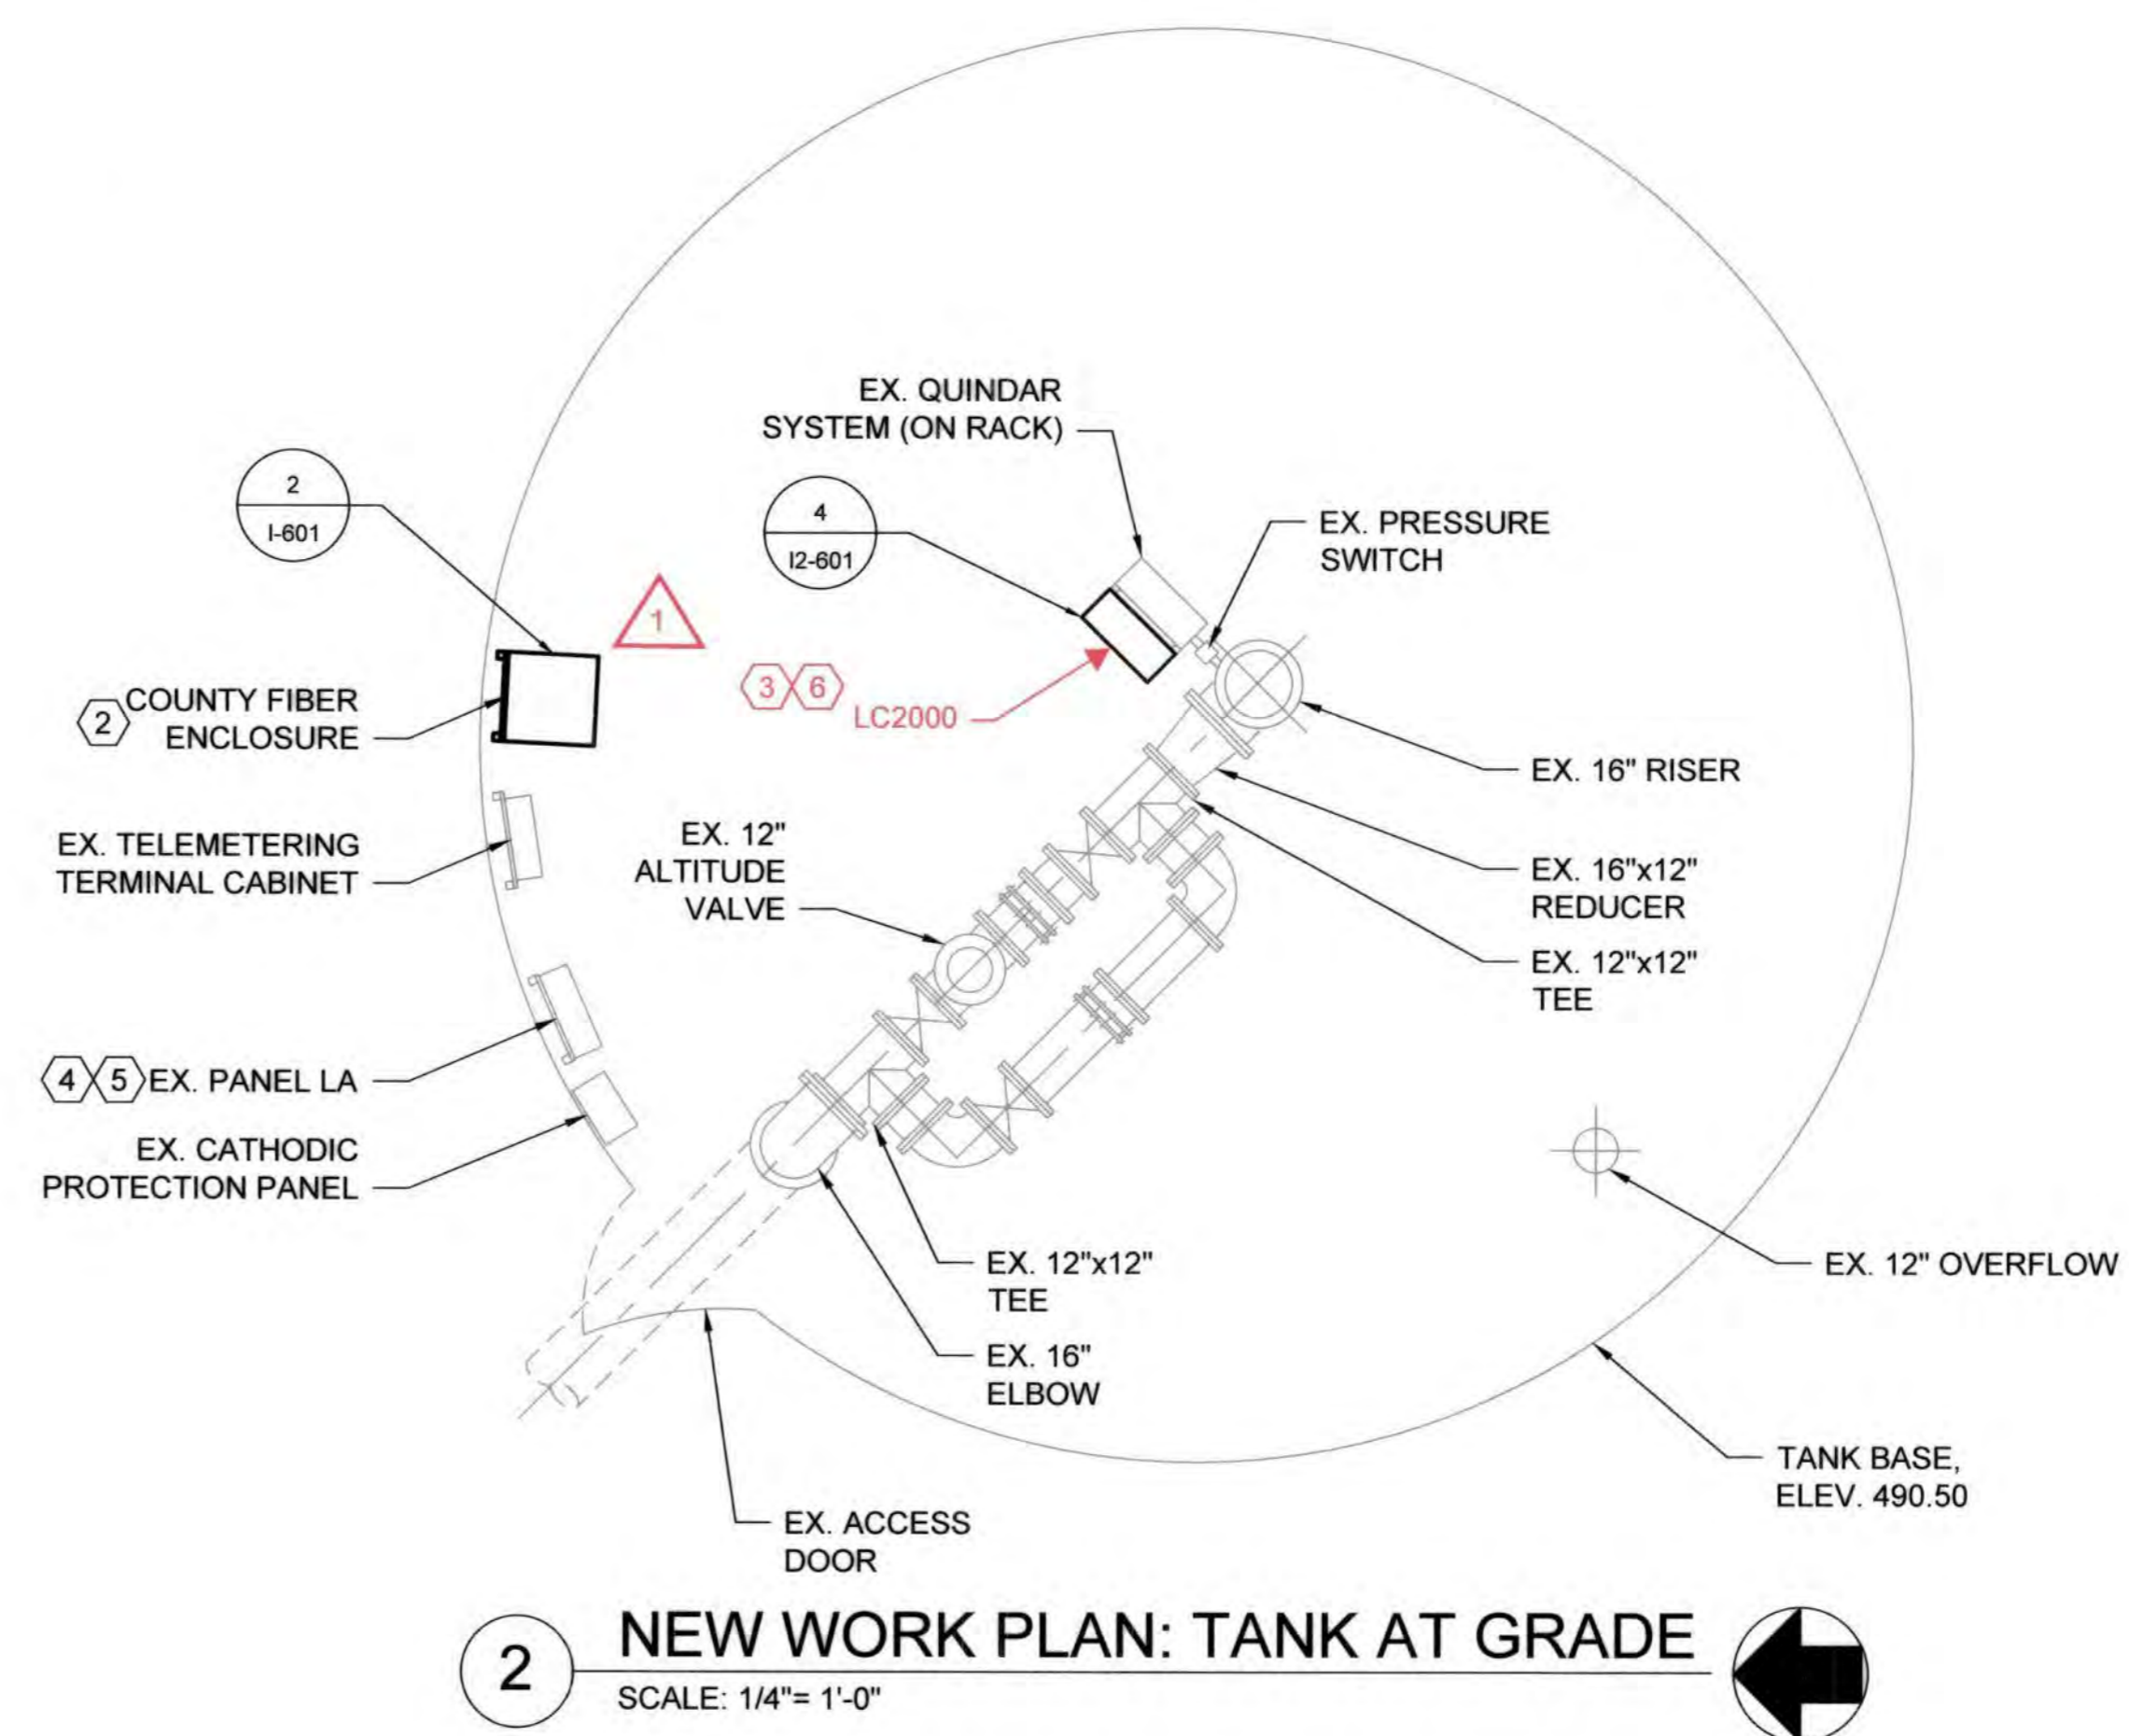 EX. QUINDAR
SYSTEM (ON RACK)
2
I-601
4
I2-601
EX. PRESSURE
SWITCH
1
2
COUNTY FIBER
ENCLOSURE
3 6
LC2000
EX. 16" RISER
EX. TELEMETERING
TERMINAL CABINET
EX. 12"
ALTITUDE
VALVE
EX. 16"x12"
REDUCER
EX. 12"x12"
TEE
4 5 EX. PANEL LA
EX. CATHODIC
PROTECTION PANEL
EX. 12"x12"
TEE
EX. 12" OVERFLOW
EX. 16"
ELBOW
TANK BASE,
ELEV. 490.50
EX. ACCESS
DOOR
2
NEW WORK PLAN: TANK AT GRADE
SCALE: 1/4"= 1'-0"